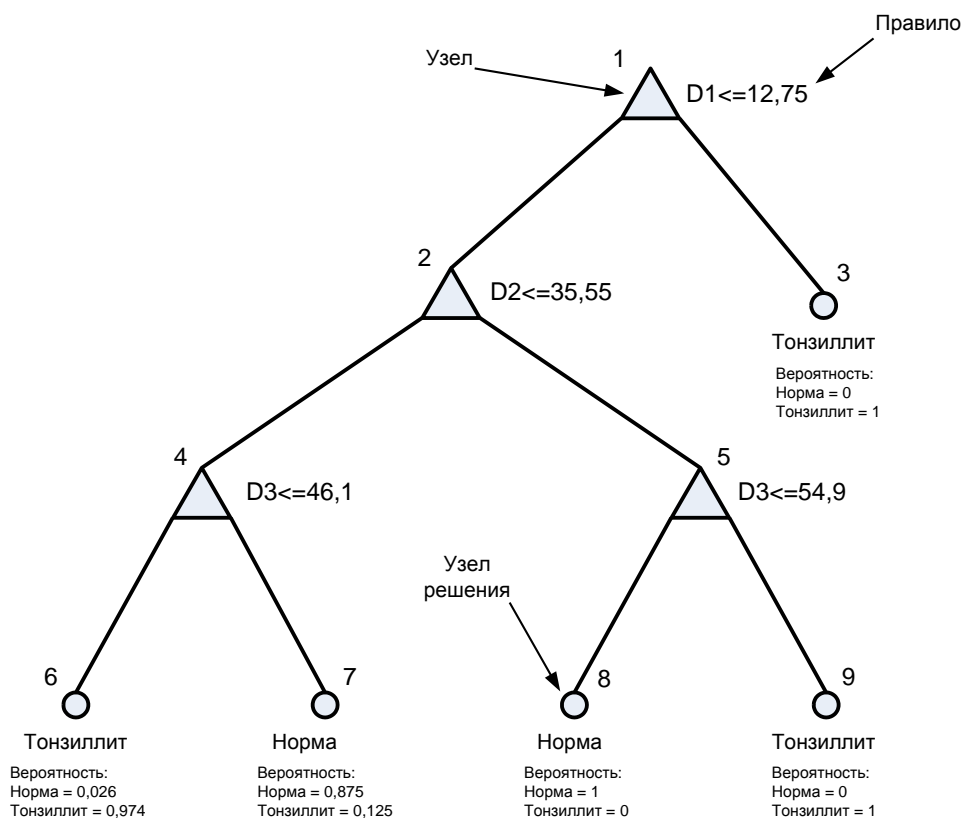 Правило
Узел
1
D1<=12,75
2
D2<=35,55
3
Тонзиллит
Вероятность:
Норма = 0
Тонзиллит = 1
4
D3<=46,1
5
D3<=54,9
Узел
решения
6
Тонзиллит
Вероятность:
Норма = 0,026
Тонзиллит = 0,974
7
Норма
Вероятность:
Норма = 0,875
Тонзиллит = 0,125
8
Норма
Вероятность:
Норма = 1
Тонзиллит = 0
9
Тонзиллит
Вероятность:
Норма = 0
Тонзиллит = 1